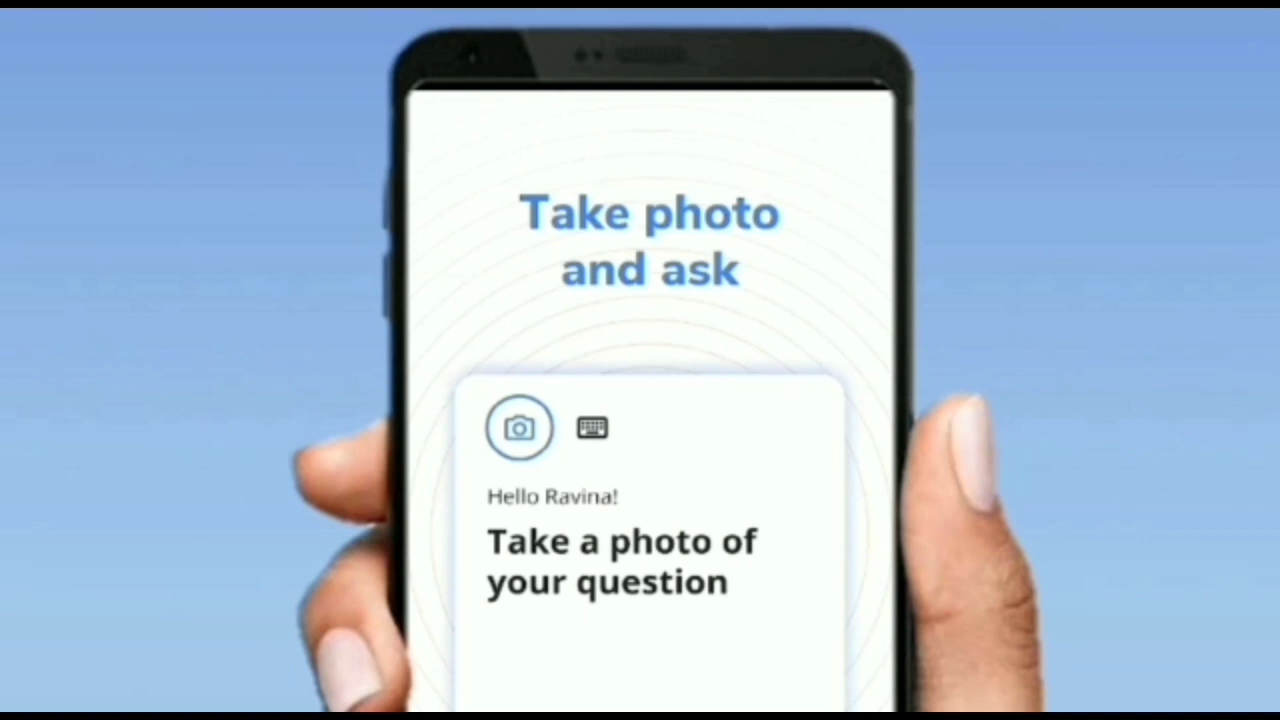 Take photo
and ask
Hello Ravina!
Take a photo of
your question